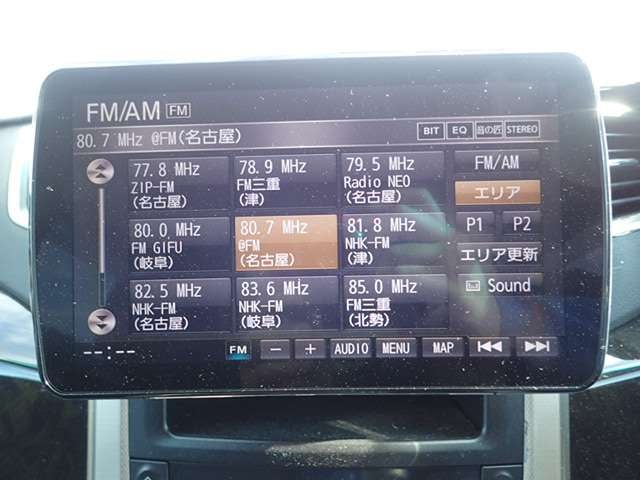 FM/AM FM
80.7 MHz @FM(名古屋) BIT EQ 音の匠 STEREO
77.8 MHz
ZIP-FM
(名古屋)
78.9 MHz
FM三重
(津)
79.5 MHz
Radio NEO
(名古屋)
FM/AM
エリア
80.0 MHz
FM GIFU
(岐阜)
80.7 MHz
@FM
(名古屋)
81.8 MHz
NHK-FM
(津)
P1 P2
エリア更新
82.5 MHz
NHK-FM
(名古屋)
83.6 MHz
NHK-FM
(岐阜)
85.0 MHz
FM三重
(北勢)
Sound
--:-- FM － + AUDIO MENU MAP